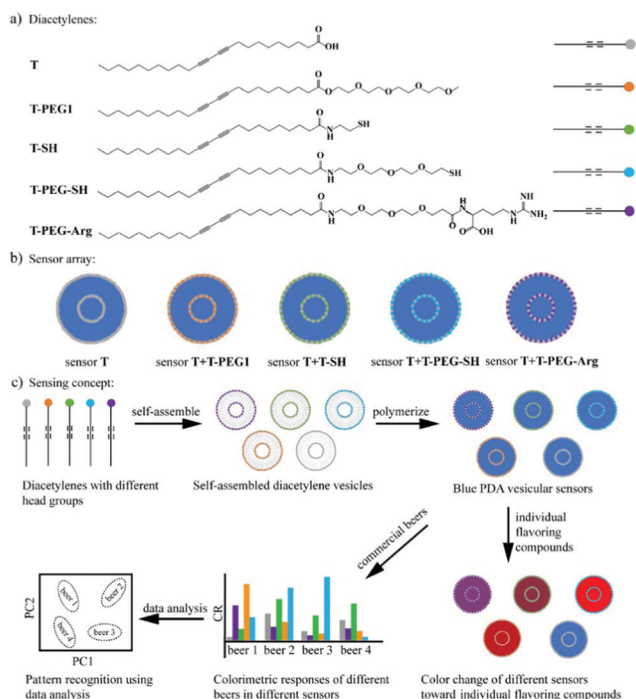 a) Diacetylenes:
T
O
OH
T-PEG1
O
O
O
O
O
O
T-SH
O
N
H
SH
T-PEG-SH
O
N
H
O
O
O
SH
T-PEG-Arg
O
N
H
O
O
O
O
H
N
O
OH
N
H
NH
NH2
b) Sensor array:
sensor T sensor T+T-PEG1 sensor T+T-SH sensor T+T-PEG-SH sensor T+T-PEG-Arg
c) Sensing concept:
self-assemble
polymerize
Diacetylenes with different
head groups
Self-assembled diacetylene vesicles
Blue PDA vesicular sensors
commercial beers
individual
flavoring
compounds
PC2
beer 1
beer 2
beer 3
beer 4
PC1
data analysis
CR
beer 1 beer 2 beer 3 beer 4
Pattern recognition using
data analysis
Colorimetric responses of different
beers in different sensors
Color change of different sensors
toward individual flavoring compounds